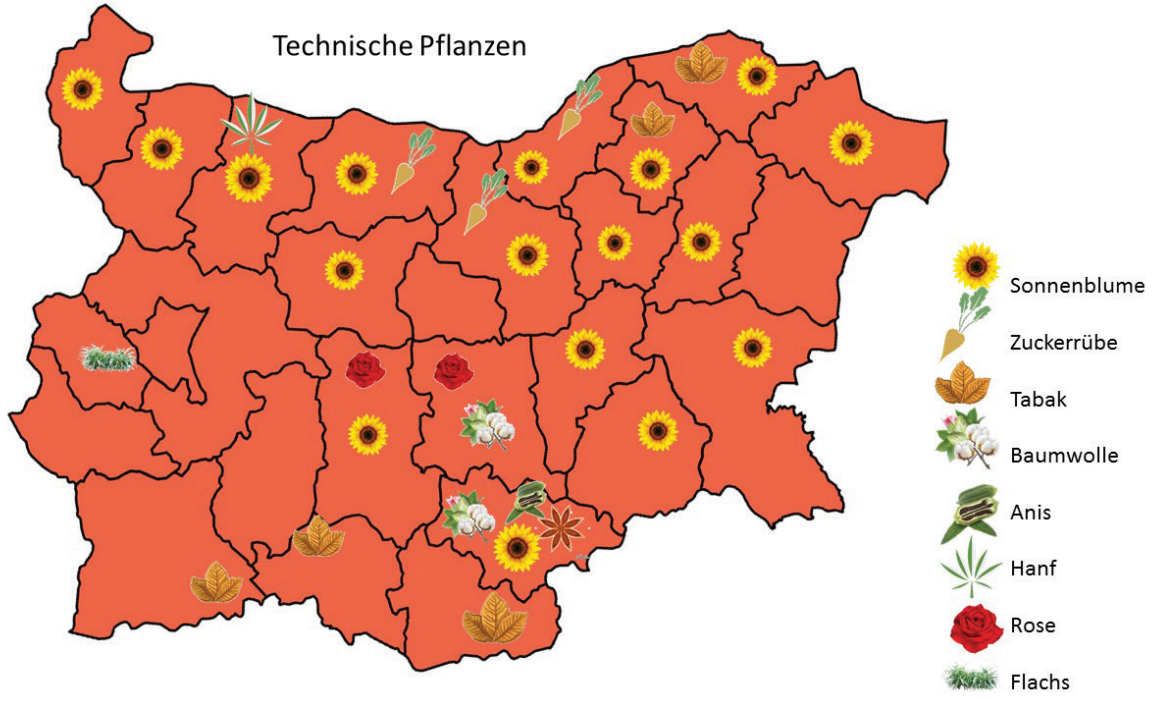 Technische Pflanzen
Sonnenblume
Zuckerrübe
Tabak
Baumwolle
Anis
Hanf
Rose
Flachs